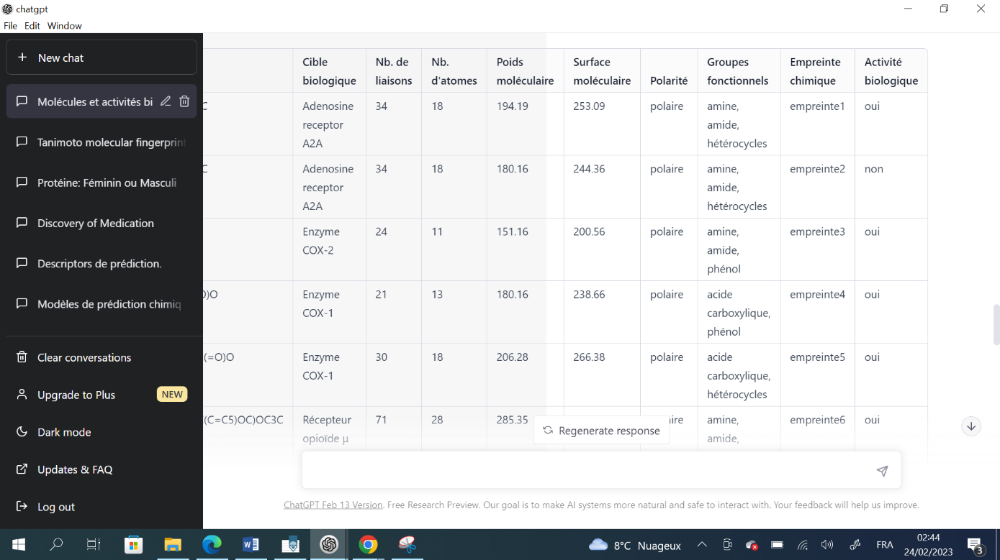 chatgpt
File Edit Window
New chat
Molécules et activités bi
Tanimoto molecular fingerprint
Protéine: Féminin ou Masculi
Discovery of Medication
Descriptors de prédiction.
Modèles de prédiction chimiq
Clear conversations
Upgrade to Plus NEW
Dark mode
Updates & FAQ
Log out
Cible Nb. de Nb. Poids Surface Groupes Empreinte Activité
biologique liaisons d'atomes moléculaire moléculaire Polarité fonctionnels chimique biologique
C Adenosine 34 18 194.19 253.09 polaire amine, empreinte1 oui
receptor amide,
A2A hétérocycles
C Adenosine 34 18 180.16 244.36 polaire amine, empreinte2 non
receptor amide,
A2A hétérocycles
Enzyme 24 11 151.16 200.56 polaire amine, empreinte3 oui
COX-2 amide,
phénol
)O Enzyme 21 13 180.16 238.66 polaire acide empreinte4 oui
COX-1 carboxylique,
phénol
(=O)O Enzyme 30 18 206.28 266.38 polaire acide empreinte5 oui
COX-1 carboxylique,
hétérocycles
(C=C5)OC)OC3C Récepteur 71 28 285.35 aire amine, empreinte6 oui
opioïde µ amide,
Regenerate response
ChatGPT Feb 13 Version. Free Research Preview. Our goal is to make AI systems more natural and safe to interact with. Your feedback will help us improve.
8°C Nuageux FRA 02:44
24/02/2023 3